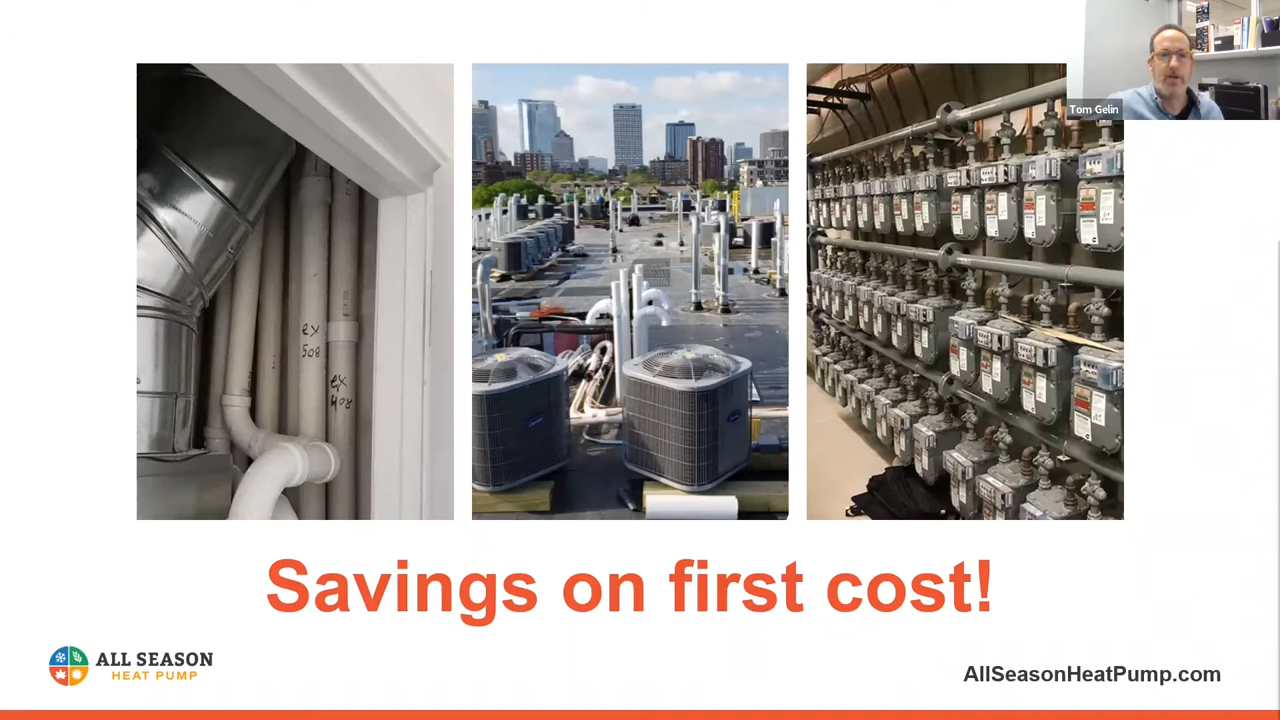 Tom Gelin
ex
508
ex
408
Savings on first cost!
ALL SEASON
HEAT PUMP
AllSeasonHeatPump.com